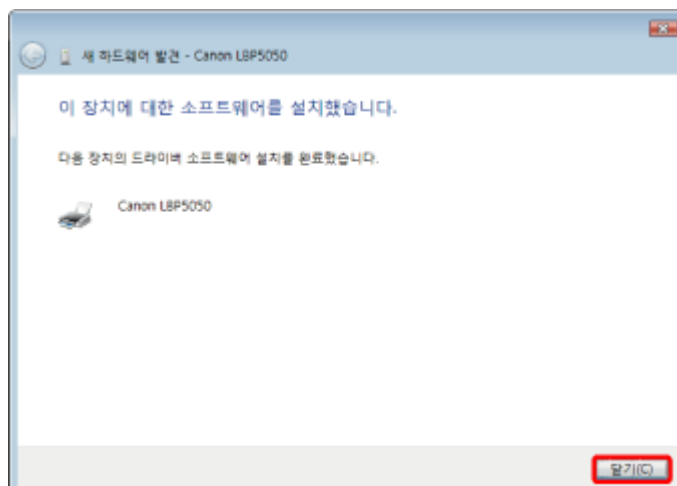 새 하드웨어 발견 - Canon LBP5050
이 장치에 대한 소프트웨어를 설치했습니다.
다음 장치의 드라이버 소프트웨어 설치를 완료했습니다.
Canon LBP5050
닫기(C)